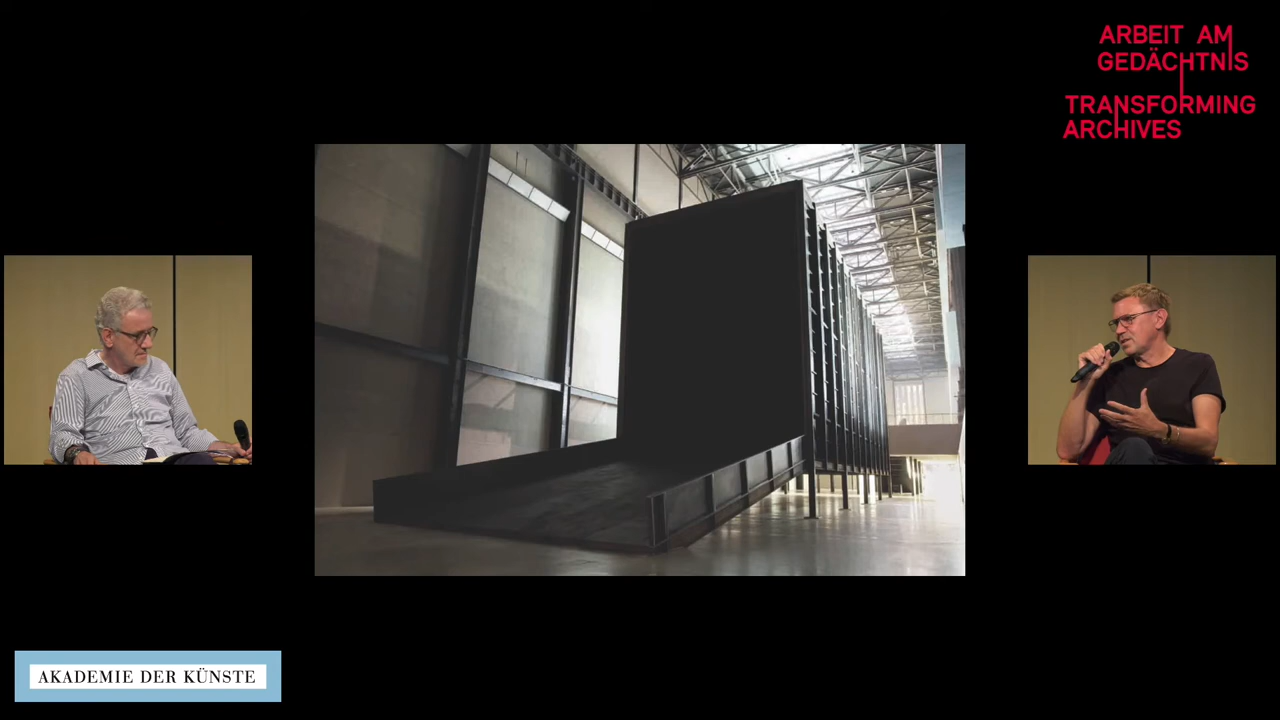 ARBEIT AM
GEDÄCHTNIS
TRANSFORMING
ARCHIVES
AKADEMIE DER KÜNSTE